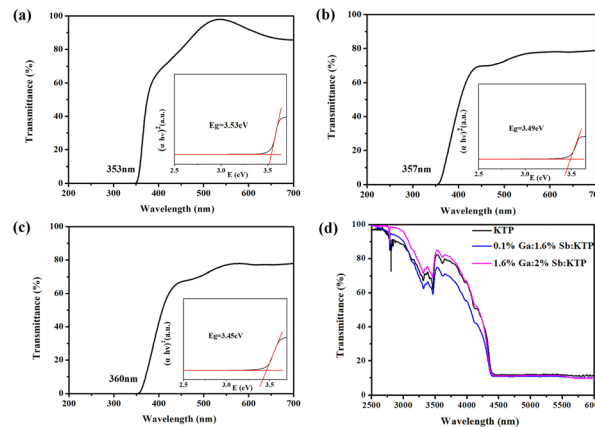 (a)
100
80
60
40
20
0
Transmittance (%)
353nm
200 300 400 500 600 700
Wavelength (nm)
(α hν)²(a.u.)
Eg=3.53eV
2.5 3.0 3.5
E (eV)
(b)
100
80
60
40
20
0
Transmittance (%)
357nm
200 300 400 500 600 700
Wavelength (nm)
(α hν)²(a.u.)
Eg=3.49eV
2.5 3.0 3.5
E (eV)
(c)
100
80
60
40
20
0
Transmittance (%)
360nm
200 300 400 500 600 700
Wavelength (nm)
(α hν)²(a.u.)
Eg=3.45eV
2.5 3.0 3.5
E (eV)
(d)
100
80
60
40
20
0
Transmittance (%)
KTP
0.1% Ga:1.6% Sb:KTP
1.6% Ga:2% Sb:KTP
2500 3000 3500 4000 4500 5000 5500 6000
Wavelength (nm)